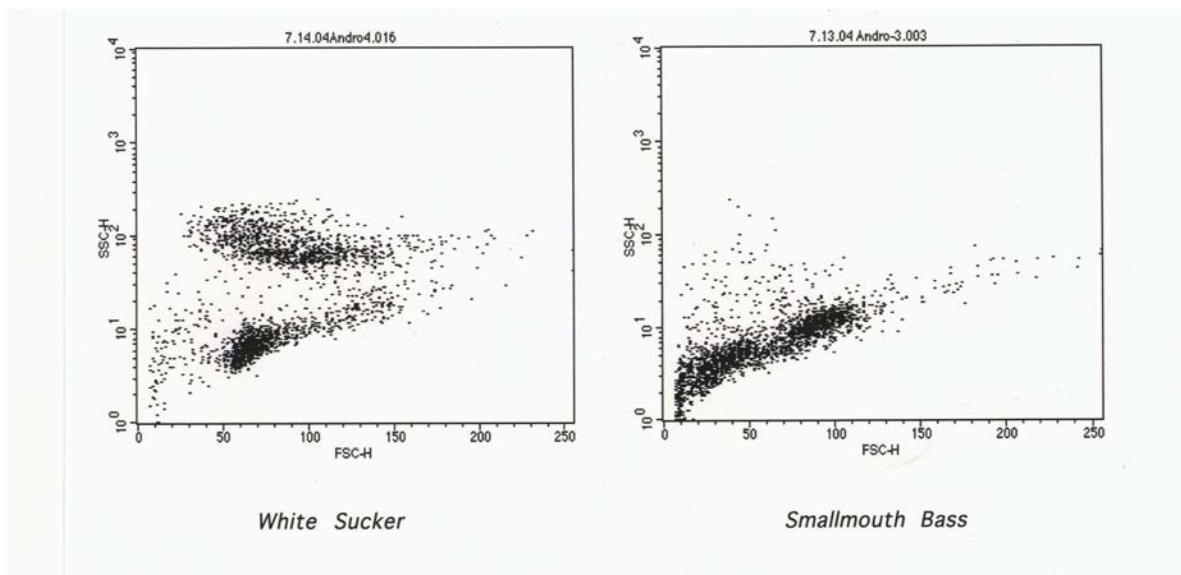 7.14.04Andro4.016
10^4
10^3
10^2
10^1
10^0
SSC-H
0 50 100 150 200 250
FSC-H
White Sucker
7.13.04 Andro-3.003
10^4
10^3
10^2
10^1
10^0
SSC-H
0 50 100 150 200 250
FSC-H
Smallmouth Bass